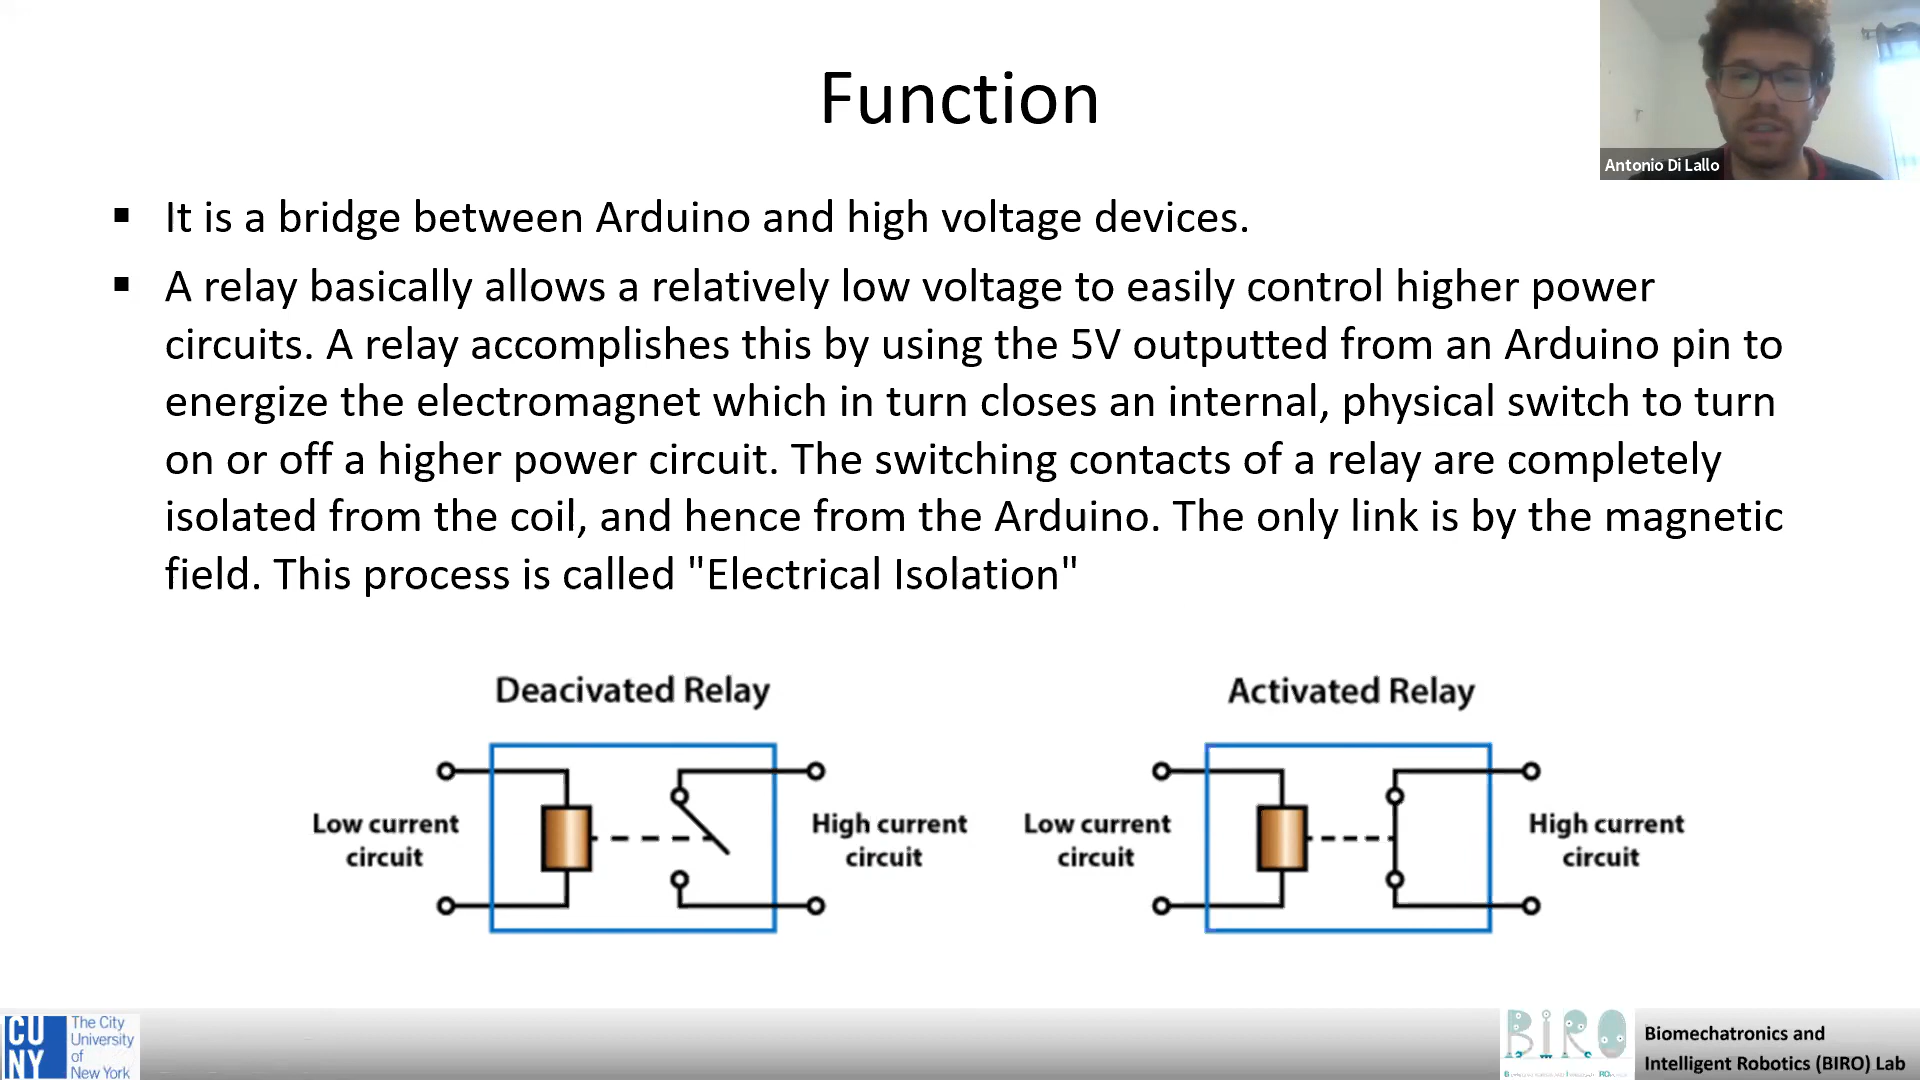 Function
Antonio Di Lallo
▪ It is a bridge between Arduino and high voltage devices.
▪ A relay basically allows a relatively low voltage to easily control higher power
circuits. A relay accomplishes this by using the 5V outputted from an Arduino pin to
energize the electromagnet which in turn closes an internal, physical switch to turn
on or off a higher power circuit. The switching contacts of a relay are completely
isolated from the coil, and hence from the Arduino. The only link is by the magnetic
field. This process is called "Electrical Isolation"
Deacivated Relay
Low current
circuit
High current
circuit
Activated Relay
Low current
circuit
High current
circuit
CU
NY
The City
University
of
New York
BiRO
Biomechatronics and
Intelligent Robotics (BIRO) Lab